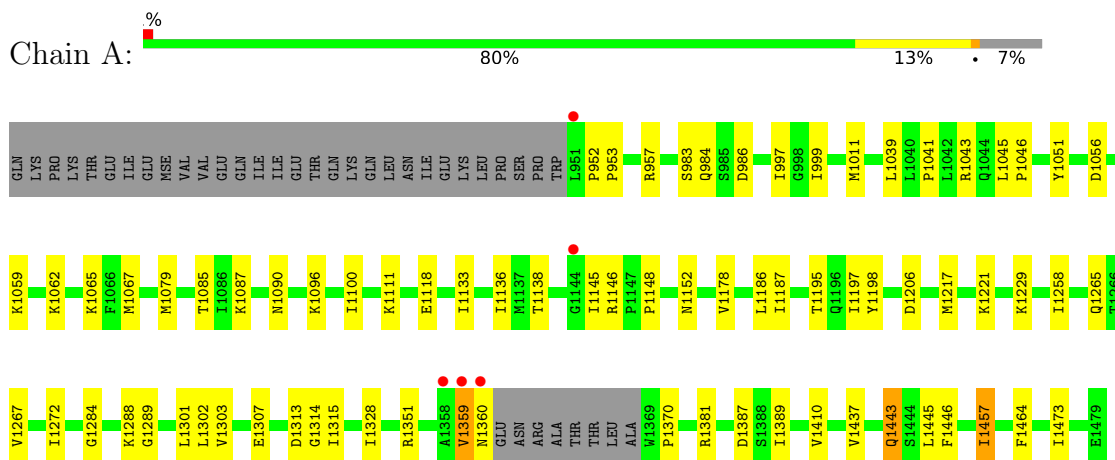 .%
Chain A:
80% 13% • 7%
GLN LYS PRO LYS THR GLU ILE GLU MSE VAL VAL GLU GLN ILE ILE GLU THR GLN LYS GLN LEU ASN ILE GLU LYS LEU PRO SER PRO TRP L951 P952 P953 R957 S983 Q984 S985 D986 I997 G998 I999 M1011 L1039 L1040 P1041 L1042 R1043 Q1044 L1045 P1046 Y1051 D1056
K1059 K1062 K1065 F1066 M1067 M1079 T1085 I1086 K1087 N1090 K1096 I1100 K1111 E1118 I1133 I1136 M1137 T1138 G1144 I1145 R1146 P1147 P1148 N1152 V1178 L1186 I1187 T1195 Q1196 I1197 Y1198 D1206 M1217 K1221 K1229 I1258 Q1265 T1266
V1267 I1272 G1284 K1288 G1289 L1301 L1302 V1303 E1307 D1313 G1314 I1315 I1328 R1351 A1358 V1359 N1360 GLU ASN ARG ALA THR THR LEU ALA W1369 P1370 R1381 D1387 S1388 I1389 V1410 V1437 Q1443 S1444 L1445 F1446 I1457 F1464 I1473 E1479